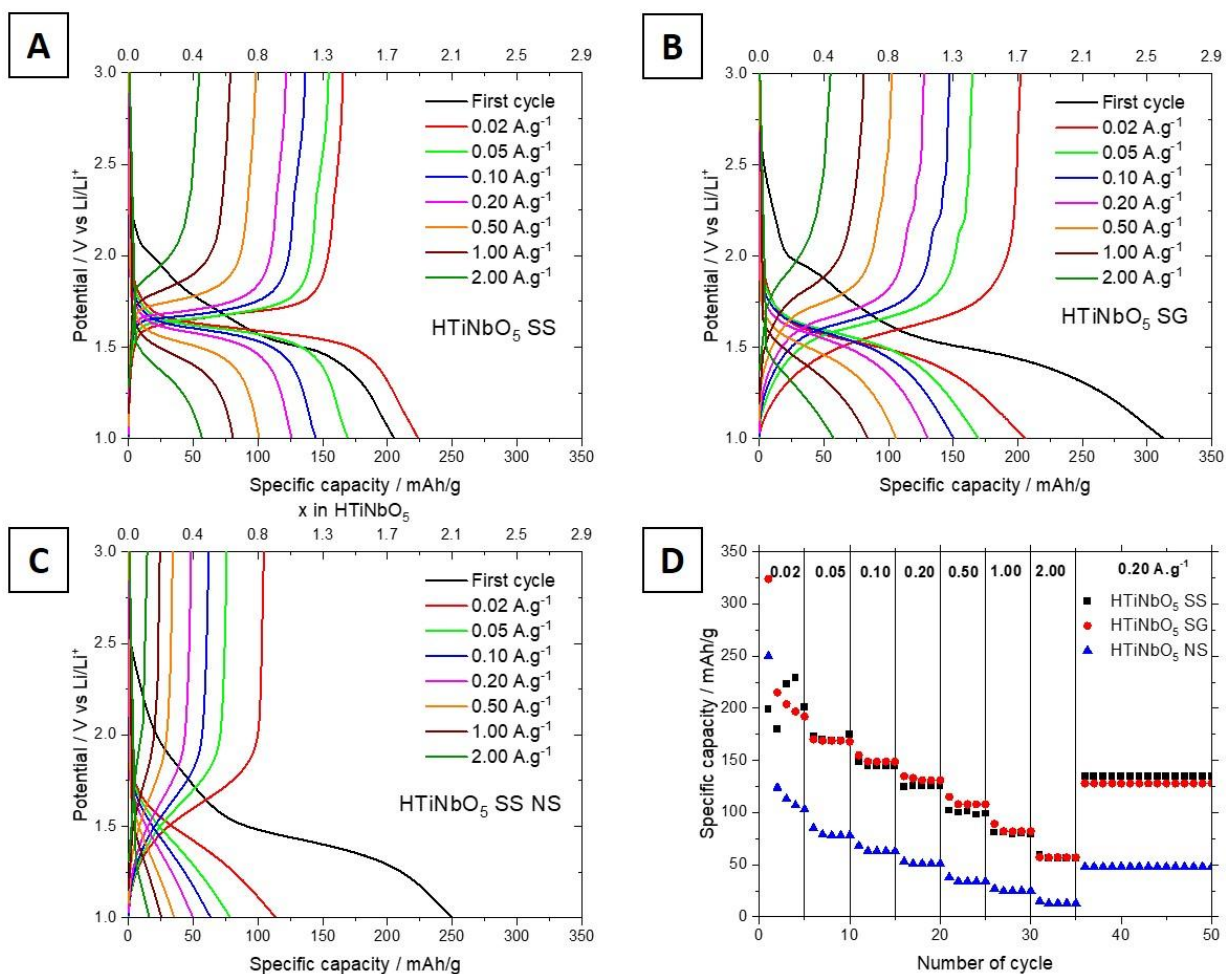 A
0.0 0.4 0.8 1.3 1.7 2.1 2.5 2.9
3.0
2.5
2.0
1.5
1.0
Potential / V vs Li/Li⁺
First cycle
0.02 A.g⁻¹
0.05 A.g⁻¹
0.10 A.g⁻¹
0.20 A.g⁻¹
0.50 A.g⁻¹
1.00 A.g⁻¹
2.00 A.g⁻¹
HTiNbO₅ SS
0 50 100 150 200 250 300 350
Specific capacity / mAh/g
B
0.0 0.4 0.8 1.3 1.7 2.1 2.5 2.9
3.0
2.5
2.0
1.5
1.0
Potential / V vs Li/Li⁺
First cycle
0.02 A.g⁻¹
0.05 A.g⁻¹
0.10 A.g⁻¹
0.20 A.g⁻¹
0.50 A.g⁻¹
1.00 A.g⁻¹
2.00 A.g⁻¹
HTiNbO₅ SG
0 50 100 150 200 250 300 350
Specific capacity / mAh/g
C
x in HTiNbO₅
0.0 0.4 0.8 1.3 1.7 2.1 2.5 2.9
3.0
2.5
2.0
1.5
1.0
Potential / V vs Li/Li⁺
First cycle
0.02 A.g⁻¹
0.05 A.g⁻¹
0.10 A.g⁻¹
0.20 A.g⁻¹
0.50 A.g⁻¹
1.00 A.g⁻¹
2.00 A.g⁻¹
HTiNbO₅ SS NS
0 50 100 150 200 250 300 350
Specific capacity / mAh/g
D
350
300
250
200
150
100
50
0
Specific capacity / mAh/g
0.02 0.05 0.10 0.20 0.50 1.00 2.00 0.20 A.g⁻¹
HTiNbO₅ SS
HTiNbO₅ SG
HTiNbO₅ NS
0 10 20 30 40 50
Number of cycle